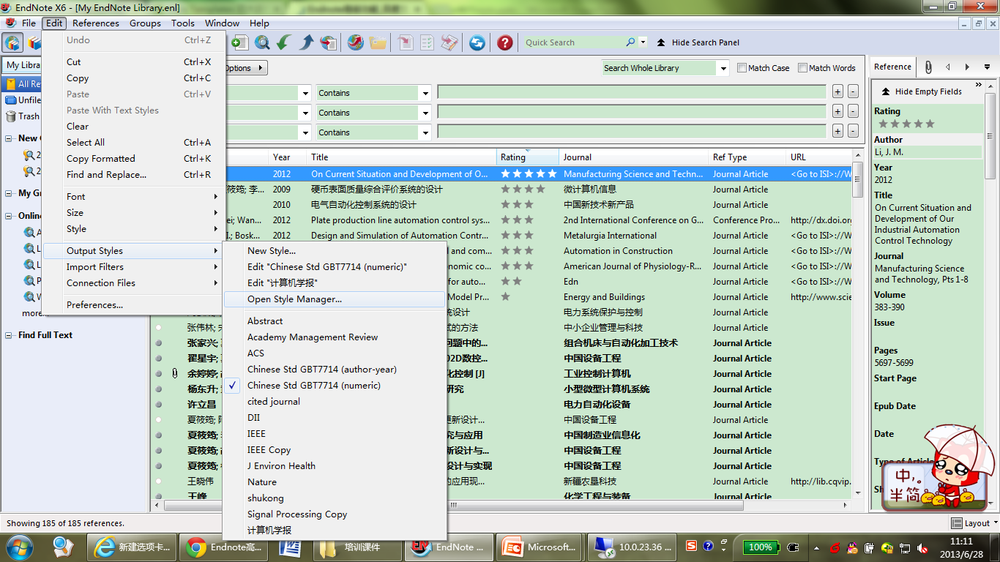 EndNote X6 - [My EndNote Library.enl]
File Edit References Groups Tools Window Help
Quick Search Hide Search Panel
My Libra
All Re
Unfile
Trash
New
My Gr
Online
more...
Find Full Text
Undo Ctrl+Z
Cut Ctrl+X
Copy Ctrl+C
Paste Ctrl+V
Paste With Text Styles
Clear
Select All Ctrl+A
Copy Formatted Ctrl+K
Find and Replace... Ctrl+R
Font
Size
Style
Output Styles
Import Filters
Connection Files
Preferences...
New Style...
Edit "Chinese Std GBT7714 (numeric)"
Edit "计算机学报"
Open Style Manager...
Abstract
Academy Management Review
ACS
Chinese Std GBT7714 (author-year)
Chinese Std GBT7714 (numeric)
cited journal
DII
IEEE
IEEE Copy
J Environ Health
Nature
shukong
Signal Processing Copy
计算机学报
Options Search Whole Library Match Case Match Words
Contains
Contains
Contains
Year Title Rating Journal Ref Type URL
2012 On Current Situation and Development of O... Manufacturing Science and Techn... Journal Article <Go to ISI>://W
2009 硬币表面质量综合评价系统的设计 微计算机信息 Journal Article
2010 电气自动化控制系统的设计 中国新技术新产品 Journal Article
ei; Wan... 2012 Plate production line automation control sys... 2nd International Conference on G... Conference Pro... http://dx.doi.org
I.; Bosk... 2012 Design and Simulation of Automation Contr... Metalurgia International Journal Article <Go to ISI>://W
l and com... Automation in Construction Journal Article <Go to ISI>://W
onomic co... American Journal of Physiology-R... Journal Article <Go to ISI>://W
for auto... Edn Journal Article <Go to ISI>://W
Model Pr... Energy and Buildings Journal Article http://www.scie
统设计 电力系统保护与控制 Journal Article
张伟林; 试的方法 中小企业管理与科技 Journal Article
张家兴; 问题中的... 组合机床与自动化加工技术 Journal Article
翟星宇; 02D数控... 中国设备工程 Journal Article
余婷婷; 化控制 [J] 工业控制计算机 Journal Article
杨东升; 研究 小型微型计算机系统 Journal Article
许立昌 电力自动化设备 Journal Article
夏筱筠; 更新设计... 中国设备工程 Journal Article
夏筱筠; 究与应用 中国制造业信息化 Journal Article
夏筱筠; 新设计与... 中国设备工程 Journal Article
夏筱筠; 设计与实现 中国设备工程 Journal Article
王晓伟 的应用现... 新疆农垦科技 Journal Article http://lib.cqvip.
王峰 化学工程与装备 Journal Article
Reference
Hide Empty Fields
Rating
Author
Li, J. M.
Year
2012
Title
On Current Situation and
Development of Our
Industrial Automation
Control Technology
Journal
Manufacturing Science
and Technology, Pts 1-8
Volume
383-390
Issue
Pages
5697-5699
Start Page
Epub Date
Date
Type of Article
中,。
半简
Showing 185 of 185 references. Layout
新建选项卡... Endnote高... 培训课件 EndNote ... Microsoft... 10.0.23.36 ... 100% 11:11
2013/6/28